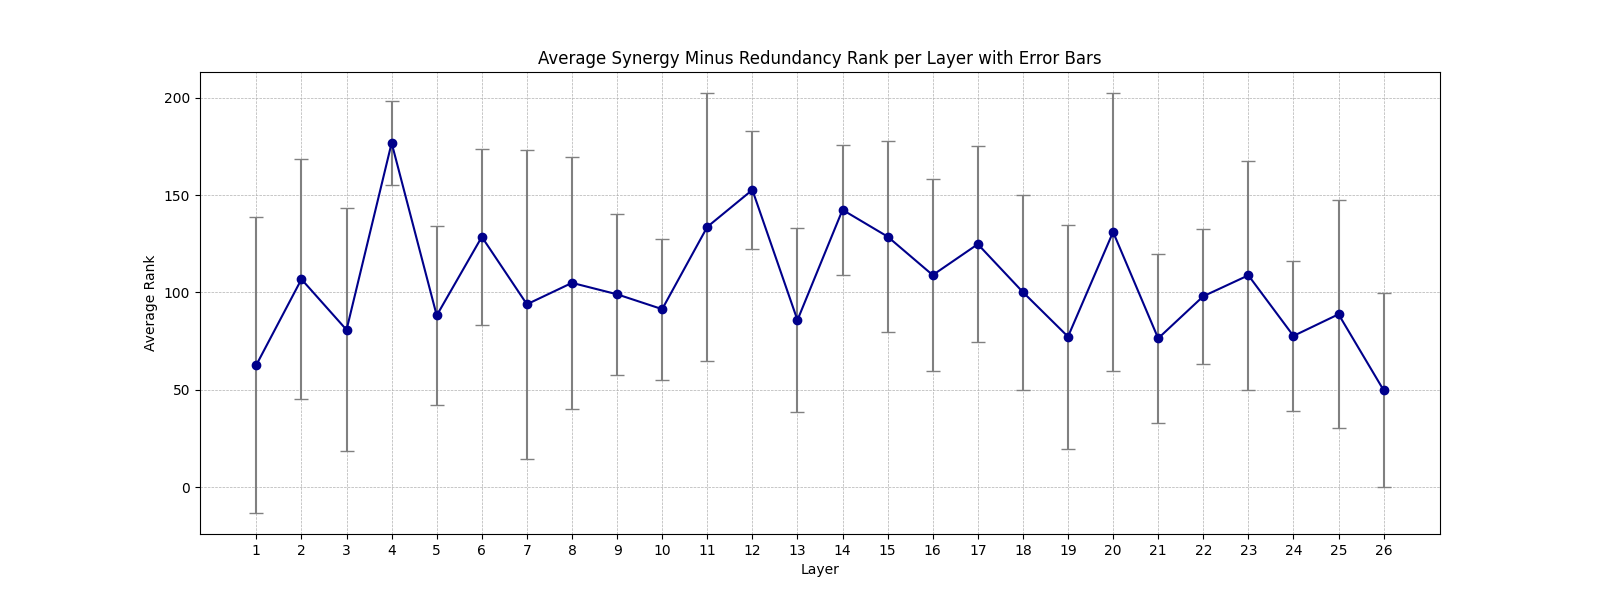 Average Synergy Minus Redundancy Rank per Layer with Error Bars
200
150
100
50
0
Average Rank
1 2 3 4 5 6 7 8 9 10 11 12 13 14 15 16 17 18 19 20 21 22 23 24 25 26
Layer